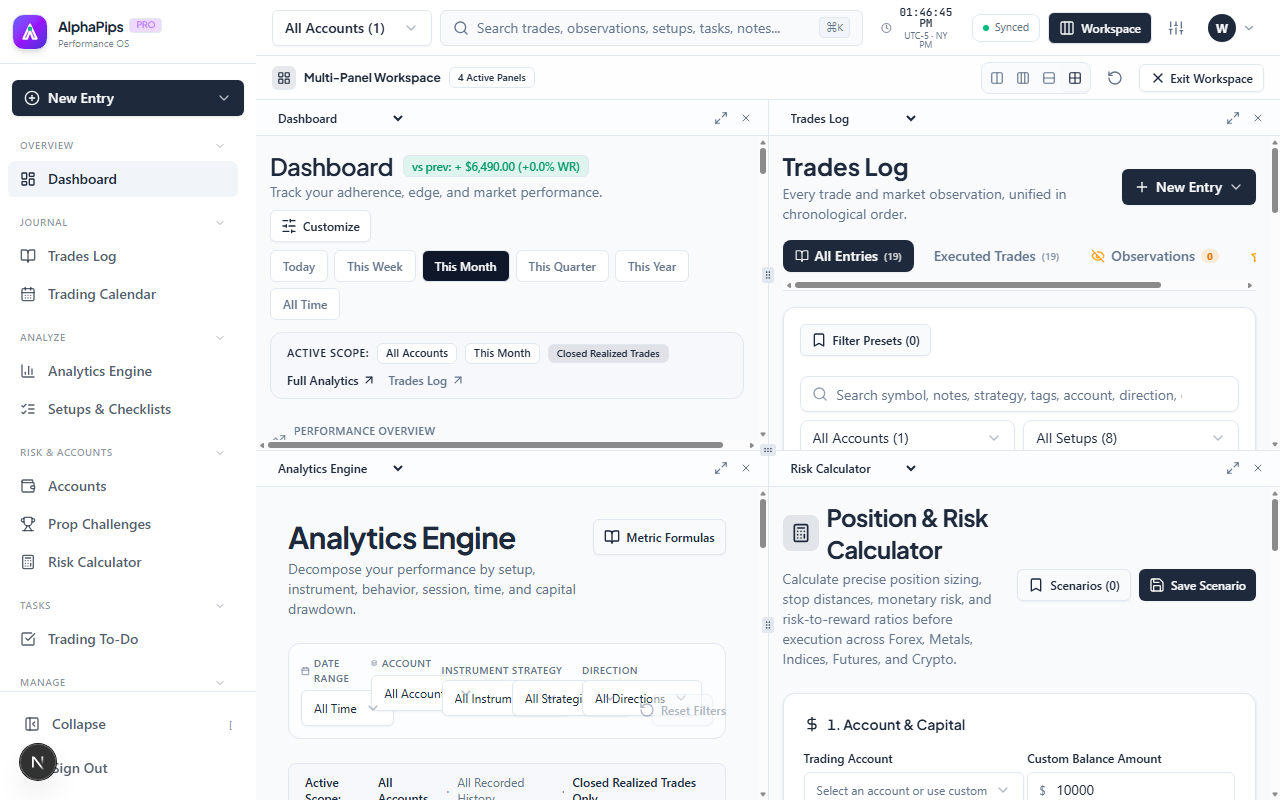 AlphaPips PRO
Performance OS
New Entry
OVERVIEW
Dashboard
JOURNAL
Trades Log
Trading Calendar
ANALYZE
Analytics Engine
Setups & Checklists
RISK & ACCOUNTS
Accounts
Prop Challenges
Risk Calculator
TASKS
Trading To-Do
MANAGE
Collapse [
N
Sign Out
All Accounts (1)
Search trades, observations, setups, tasks, notes...
⌘K
01:46:45
PM
UTC-5 · NY
PM
Synced
Workspace
W
Multi-Panel Workspace
4 Active Panels
Exit Workspace
Dashboard
Dashboard
vs prev: + $6,490.00 (+0.0% WR)
Track your adherence, edge, and market performance.
Customize
Today
This Week
This Month
This Quarter
This Year
All Time
ACTIVE SCOPE: All Accounts This Month Closed Realized Trades
Full Analytics Trades Log
PERFORMANCE OVERVIEW
Trades Log
Trades Log
Every trade and market observation, unified in
chronological order.
New Entry
All Entries (19)
Executed Trades (19)
Observations 0
Filter Presets (0)
Search symbol, notes, strategy, tags, account, direction,
All Accounts (1)
All Setups (8)
Analytics Engine
Analytics Engine
Metric Formulas
Decompose your performance by setup,
instrument, behavior, session, time, and capital
drawdown.
DATE
RANGE
ACCOUNT
INSTRUMENT
STRATEGY
DIRECTION
All Time
All Account
All Instrum
All Strategi
All Directions
Reset Filters
Active
Scope:
All
Accounts
·
All Recorded
History
·
Closed Realized Trades
Only
Risk Calculator
Position & Risk
Calculator
Calculate precise position sizing,
stop distances, monetary risk, and
risk-to-reward ratios before
execution across Forex, Metals,
Indices, Futures, and Crypto.
Scenarios (0)
Save Scenario
1. Account & Capital
Trading Account
Select an account or use custom
Custom Balance Amount
$ 10000